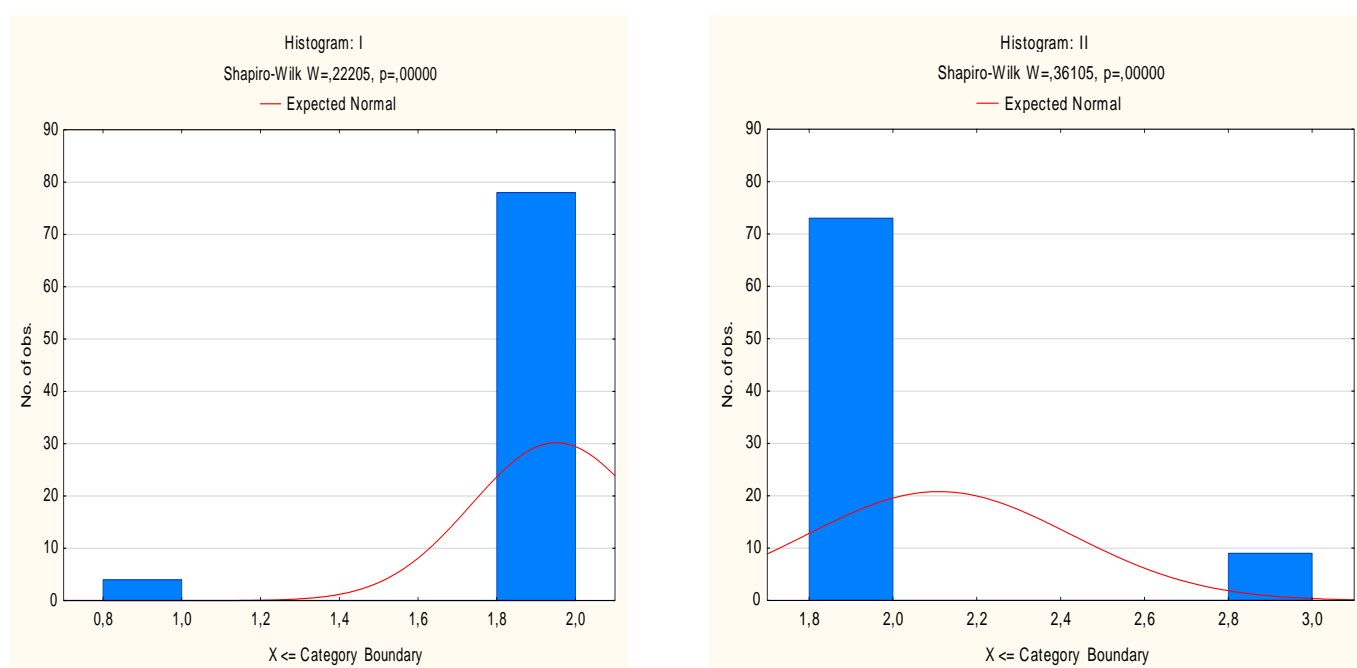 Histogram: I
Shapiro-Wilk W=,22205, p=,00000
Expected Normal
90
80
70
60
50
40
30
20
10
0
No. of obs.
0,8 1,0 1,2 1,4 1,6 1,8 2,0
X <= Category Boundary
Histogram: II
Shapiro-Wilk W=,36105, p=,00000
Expected Normal
90
80
70
60
50
40
30
20
10
0
No. of obs.
1,8 2,0 2,2 2,4 2,6 2,8 3,0
X <= Category Boundary